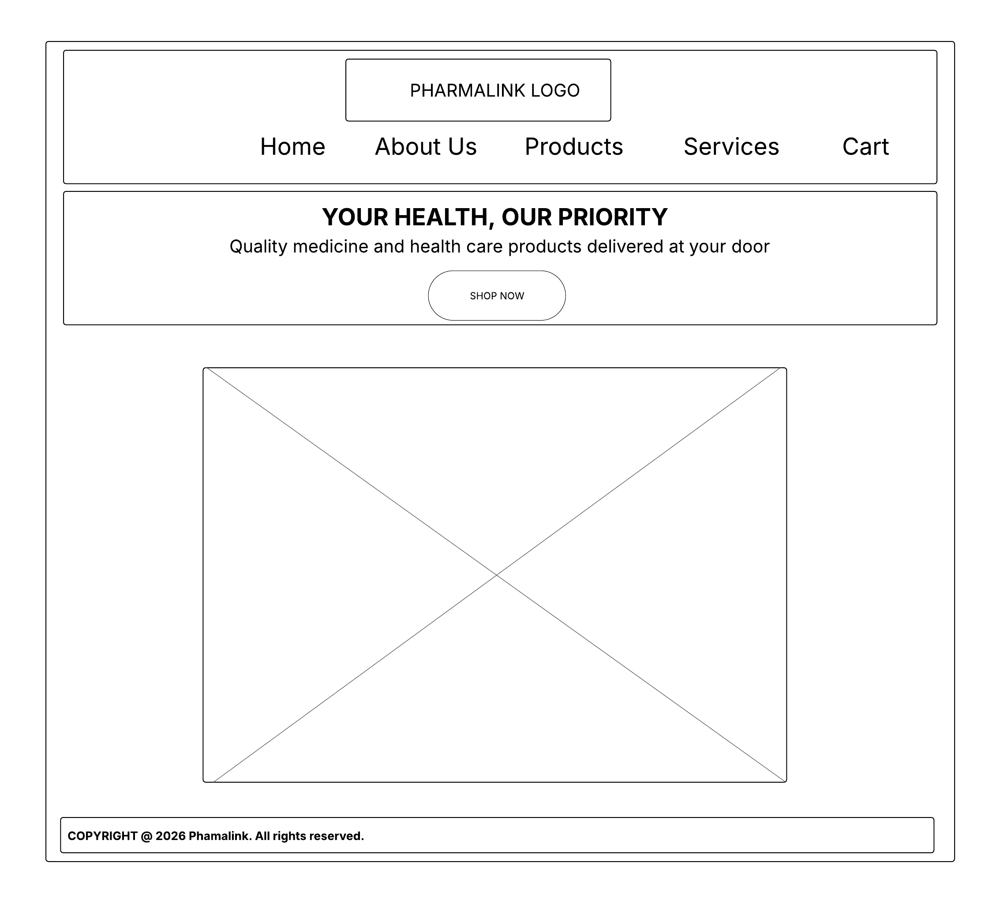 PHARMALINK LOGO
Home About Us Products Services Cart
YOUR HEALTH, OUR PRIORITY
Quality medicine and health care products delivered at your door
SHOP NOW
COPYRIGHT @ 2026 Phamalink. All rights reserved.